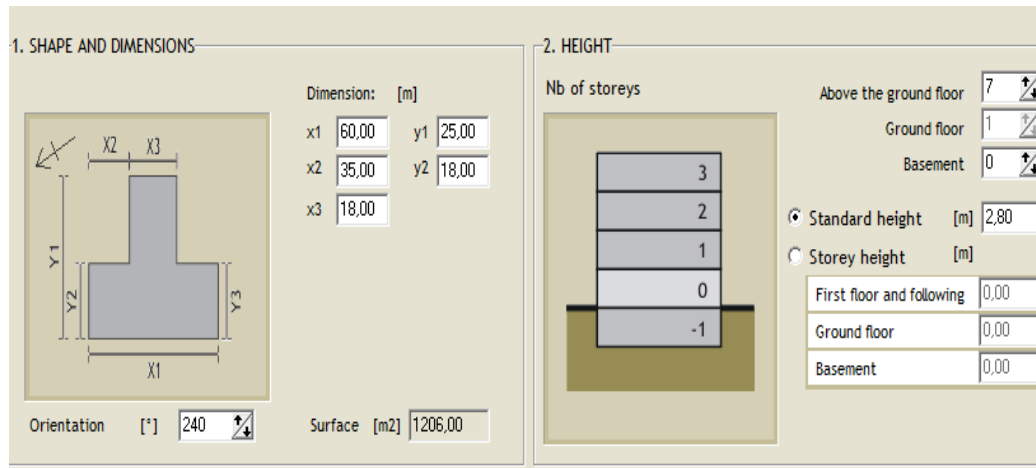 1. SHAPE AND DIMENSIONS
Dimension: [m]
x1 60,00 y1 25,00
x2 35,00 y2 18,00
x3 18,00
X2 X3
Y1
Y2
Y3
X1
Orientation [°] 240
Surface [m2] 1206,00
2. HEIGHT
Nb of storeys
3
2
1
0
-1
Above the ground floor 7
Ground floor 1
Basement 0
Standard height [m] 2,80
Storey height [m]
First floor and following 0,00
Ground floor 0,00
Basement 0,00